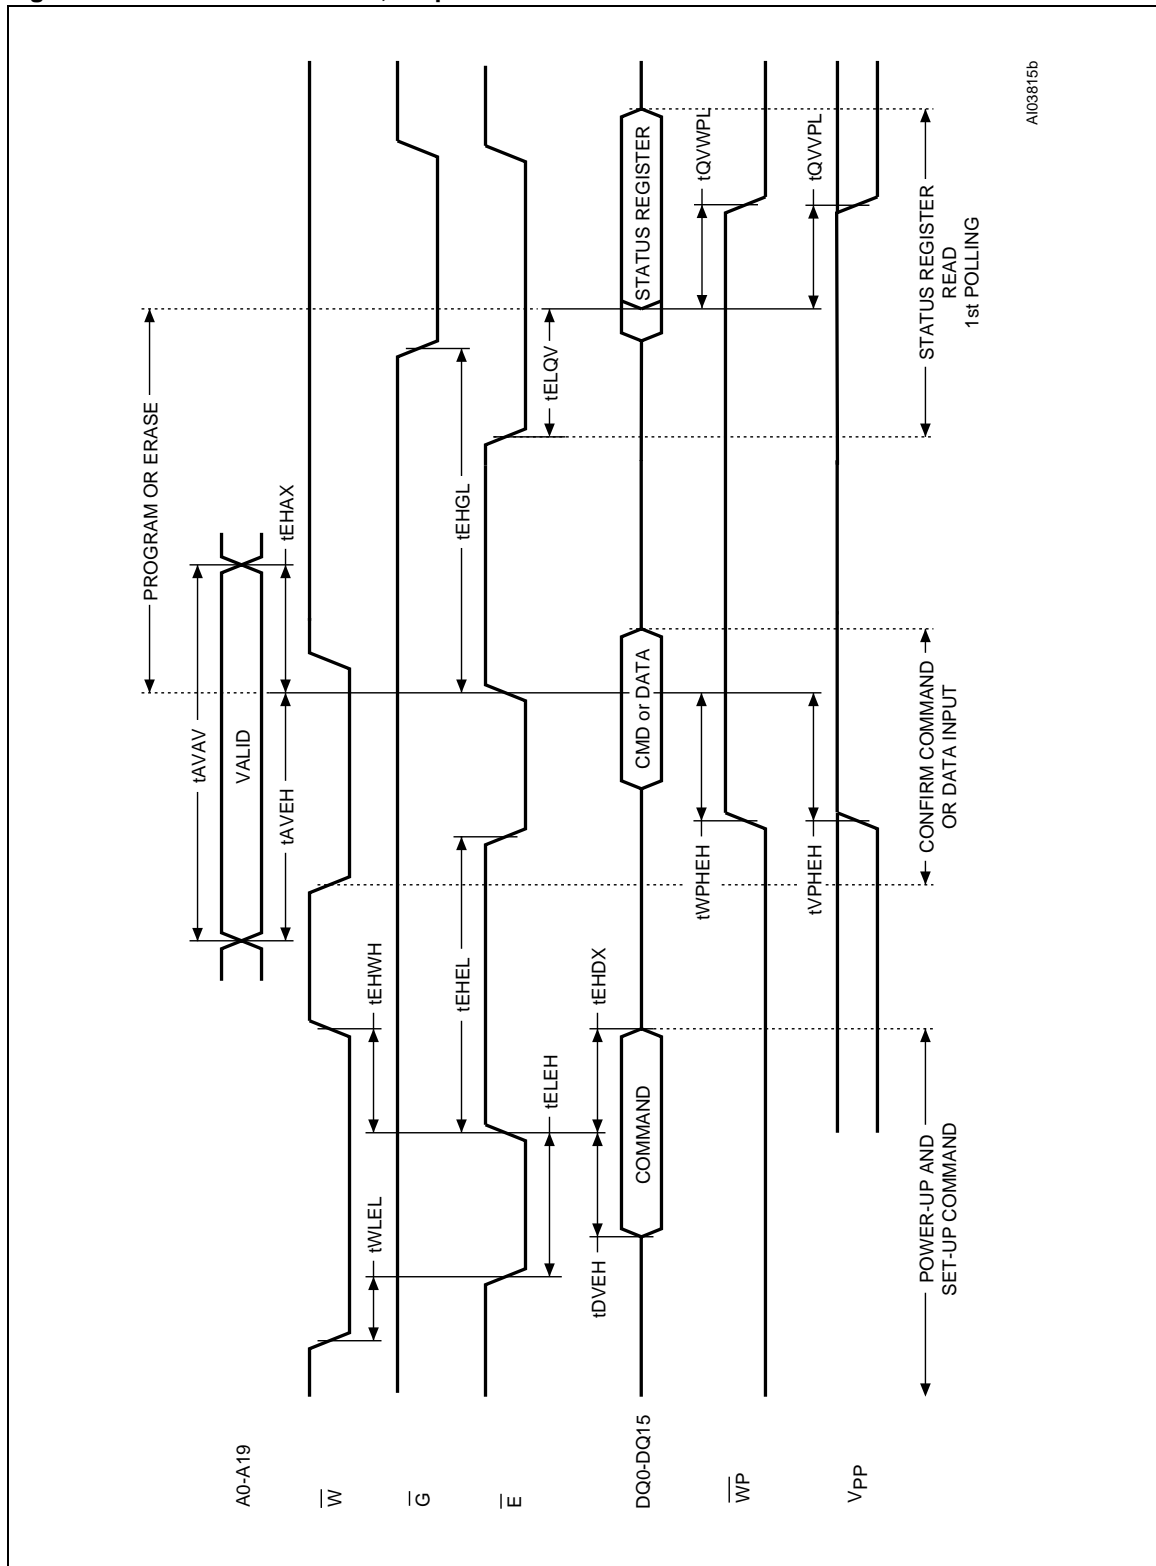 PROGRAM OR ERASE
tAVAV
A0-A19
VALID
tAVEH
tEHAX
W
tWLEL
tEHWH
G
tEHEL
tEHGL
E
tELEH
tELQV
tDVEH
tEHDX
DQ0-DQ15
COMMAND
CMD or DATA
STATUS REGISTER
tWPHEH
tQVWPL
WP
tVPHEH
tQVVPL
VPP
POWER-UP AND
SET-UP COMMAND
CONFIRM COMMAND
OR DATA INPUT
STATUS REGISTER
READ
1st POLLING
AI03815b